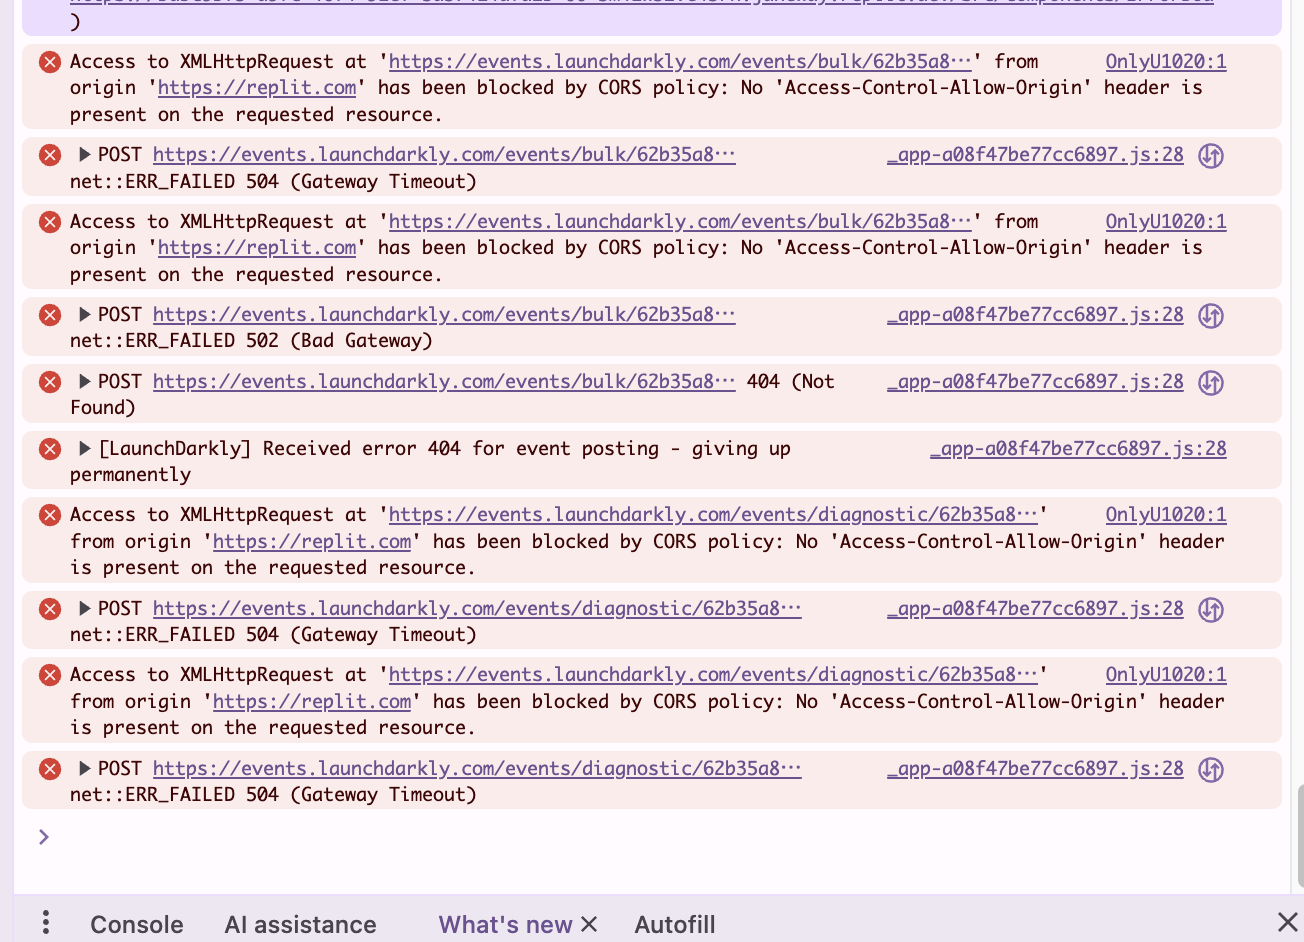 )
Access to XMLHttpRequest at 'https://events.launchdarkly.com/events/bulk/62b35a8…' from OnlyU1020:1
origin 'https://replit.com' has been blocked by CORS policy: No 'Access-Control-Allow-Origin' header is
present on the requested resource.
POST https://events.launchdarkly.com/events/bulk/62b35a8… _app-a08f47be77cc6897.js:28
net::ERR_FAILED 504 (Gateway Timeout)
Access to XMLHttpRequest at 'https://events.launchdarkly.com/events/bulk/62b35a8…' from OnlyU1020:1
origin 'https://replit.com' has been blocked by CORS policy: No 'Access-Control-Allow-Origin' header is
present on the requested resource.
POST https://events.launchdarkly.com/events/bulk/62b35a8… _app-a08f47be77cc6897.js:28
net::ERR_FAILED 502 (Bad Gateway)
POST https://events.launchdarkly.com/events/bulk/62b35a8… 404 (Not _app-a08f47be77cc6897.js:28
Found)
[LaunchDarkly] Received error 404 for event posting - giving up _app-a08f47be77cc6897.js:28
permanently
Access to XMLHttpRequest at 'https://events.launchdarkly.com/events/diagnostic/62b35a8…' OnlyU1020:1
from origin 'https://replit.com' has been blocked by CORS policy: No 'Access-Control-Allow-Origin' header
is present on the requested resource.
POST https://events.launchdarkly.com/events/diagnostic/62b35a8… _app-a08f47be77cc6897.js:28
net::ERR_FAILED 504 (Gateway Timeout)
Access to XMLHttpRequest at 'https://events.launchdarkly.com/events/diagnostic/62b35a8…' OnlyU1020:1
from origin 'https://replit.com' has been blocked by CORS policy: No 'Access-Control-Allow-Origin' header
is present on the requested resource.
POST https://events.launchdarkly.com/events/diagnostic/62b35a8… _app-a08f47be77cc6897.js:28
net::ERR_FAILED 504 (Gateway Timeout)
Console AI assistance What's new Autofill